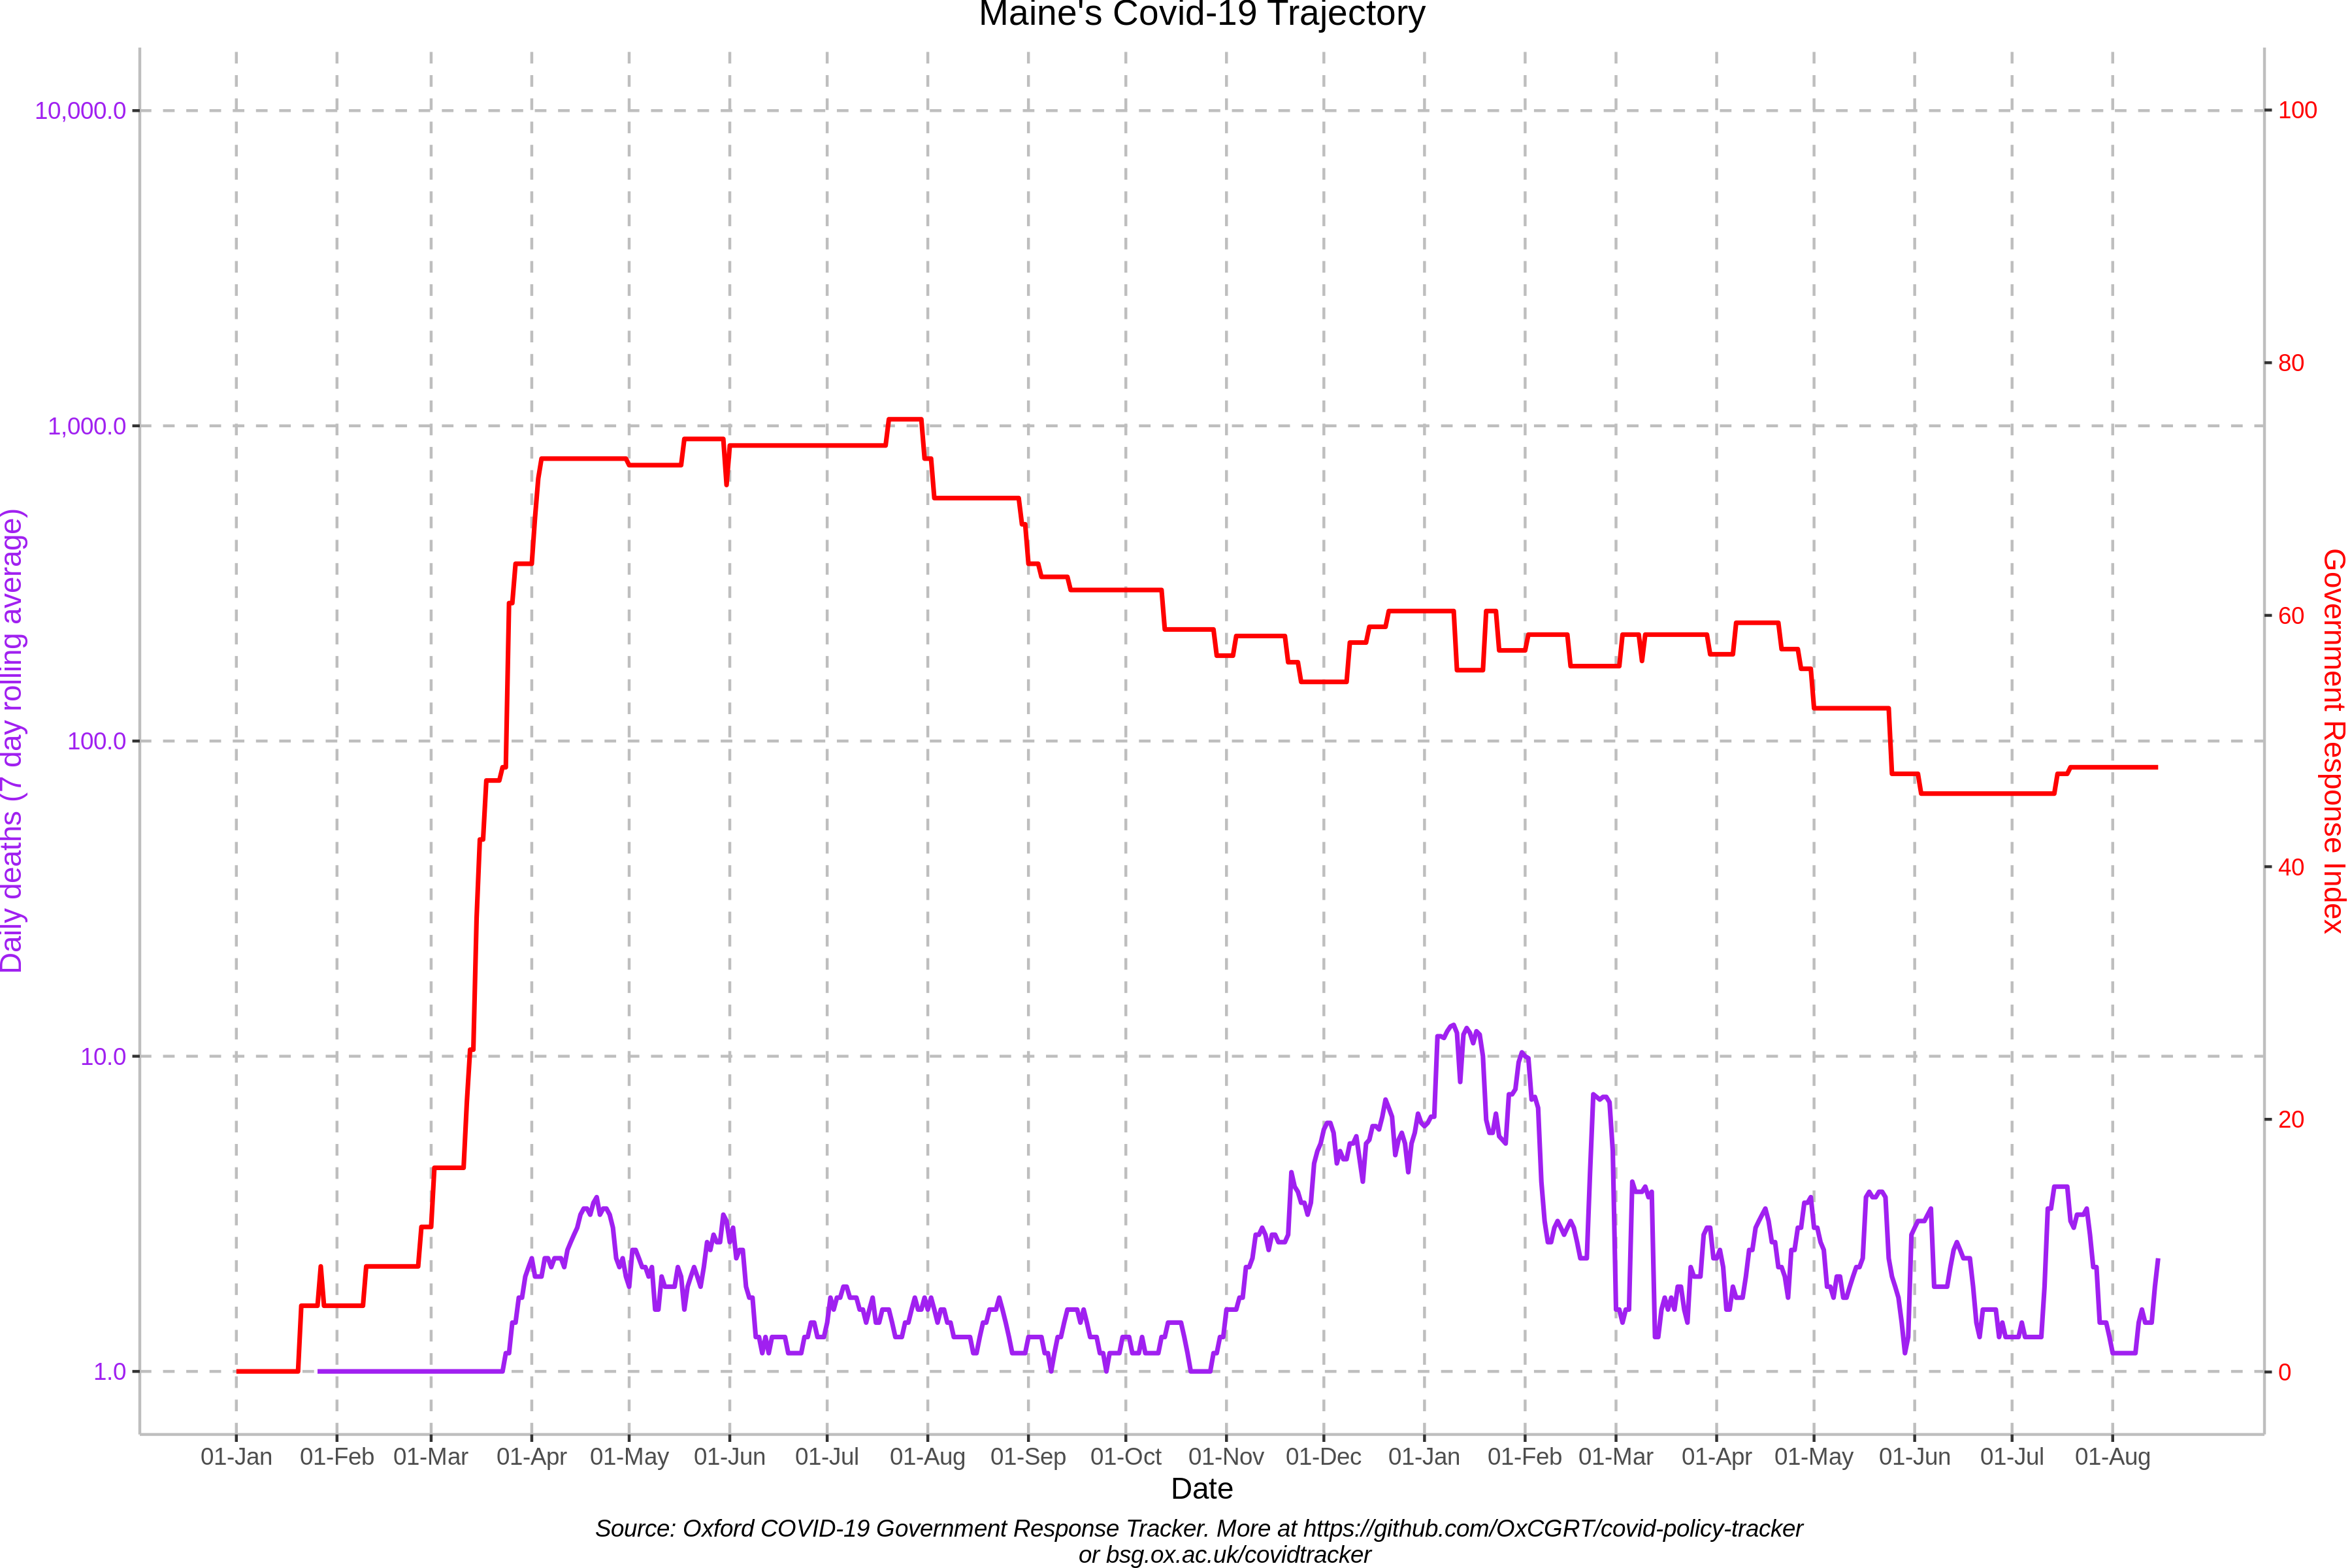 Maine's Covid-19 Trajectory
10,000.0
1,000.0
100.0
10.0
1.0
Daily deaths (7 day rolling average)
100
80
60
40
20
0
Government Response Index
01-Jan 01-Feb 01-Mar 01-Apr 01-May 01-Jun 01-Jul 01-Aug 01-Sep 01-Oct 01-Nov 01-Dec 01-Jan 01-Feb 01-Mar 01-Apr 01-May 01-Jun 01-Jul 01-Aug
Date
Source: Oxford COVID-19 Government Response Tracker. More at https://github.com/OxCGRT/covid-policy-tracker
or bsg.ox.ac.uk/covidtracker